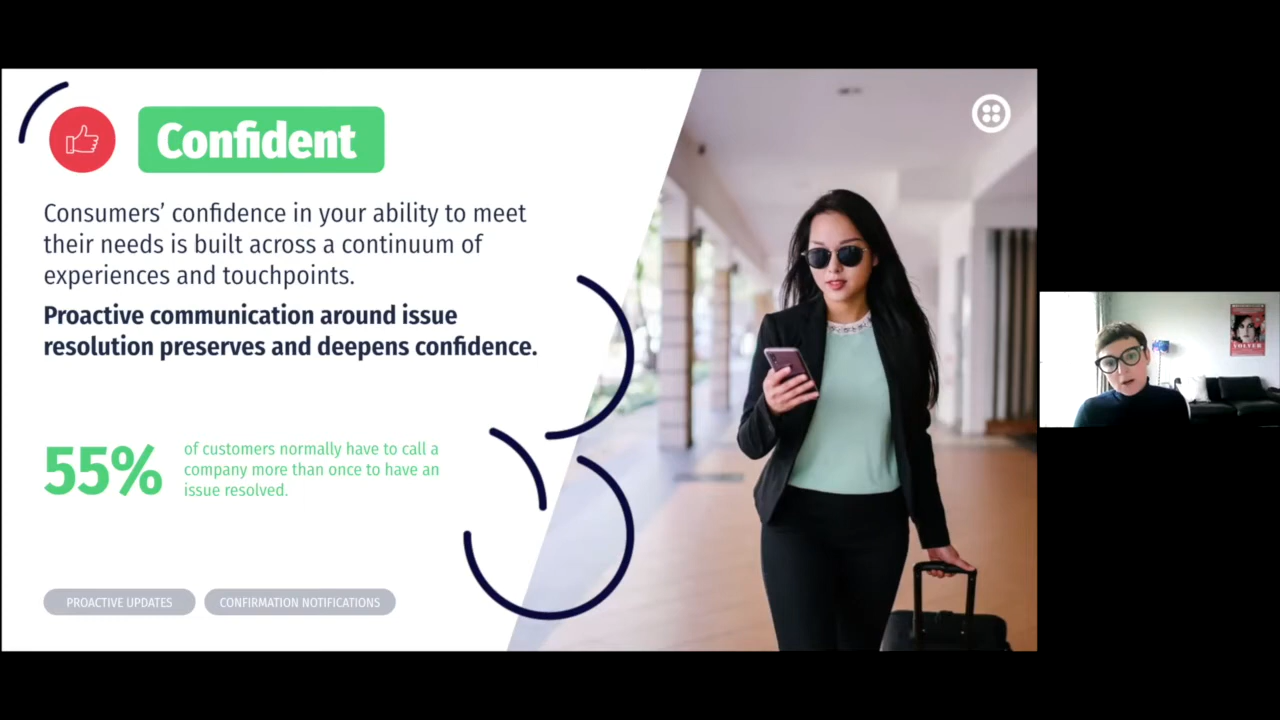 Confident
Consumers’ confidence in your ability to meet
their needs is built across a continuum of
experiences and touchpoints.
Proactive communication around issue
resolution preserves and deepens confidence.
55%
of customers normally have to call a
company more than once to have an
issue resolved.
PROACTIVE UPDATES
CONFIRMATION NOTIFICATIONS
VOLVER